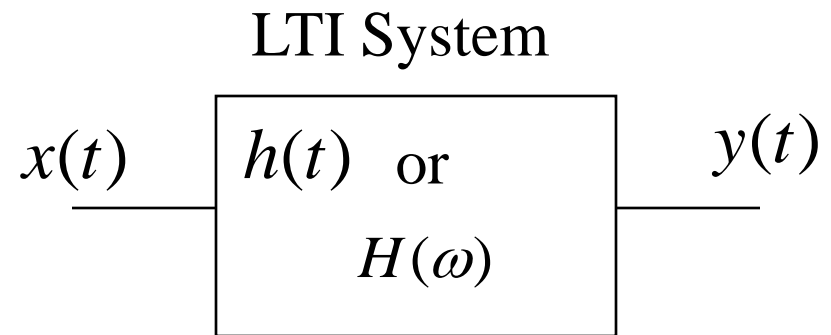 LTI System
x(t) h(t) or y(t)
H(ω)